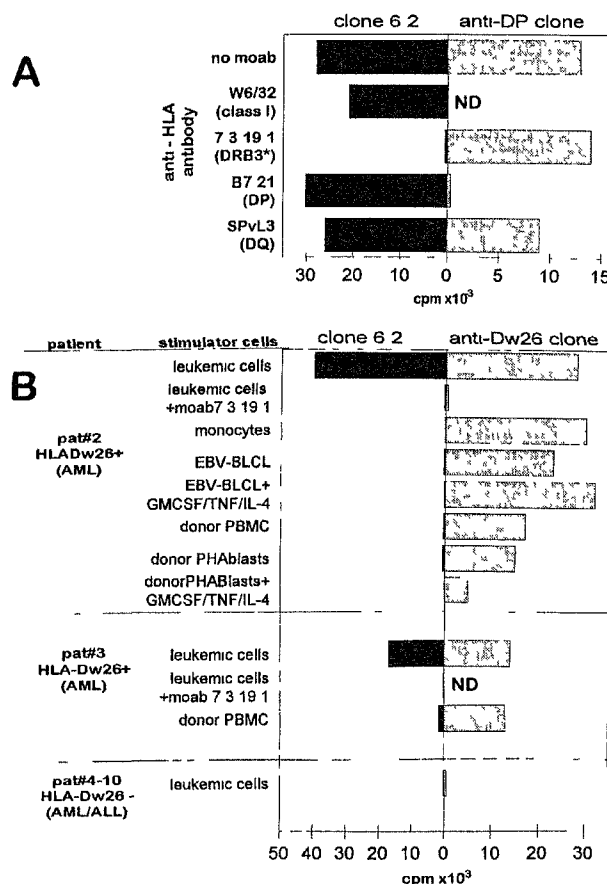 A
clone 6 2 anti-DP clone
anti - HLA
antibody
no moab
W6/32
(class I)
ND
7 3 19 1
(DRB3*)
B7 21
(DP)
SPvL3
(DQ)
30 20 10 0 5 10 15
cpm x10³
B
patient stimulator cells clone 6 2 anti-Dw26 clone
pat#2
HLADw26+
(AML)
leukemic cells
leukemic cells
+moab7 3 19 1
monocytes
EBV-BLCL
EBV-BLCL+
GMCSF/TNF/IL-4
donor PBMC
donor PHAblasts
donorPHABlasts+
GMCSF/TNF/IL-4
pat#3
HLA-Dw26+
(AML)
leukemic cells
leukemic cells
+moab 7 3 19 1
ND
donor PBMC
pat#4-10
HLA-Dw26 -
(AML/ALL)
leukemic cells
50 40 30 20 10 0 10 20 30
cpm x10³